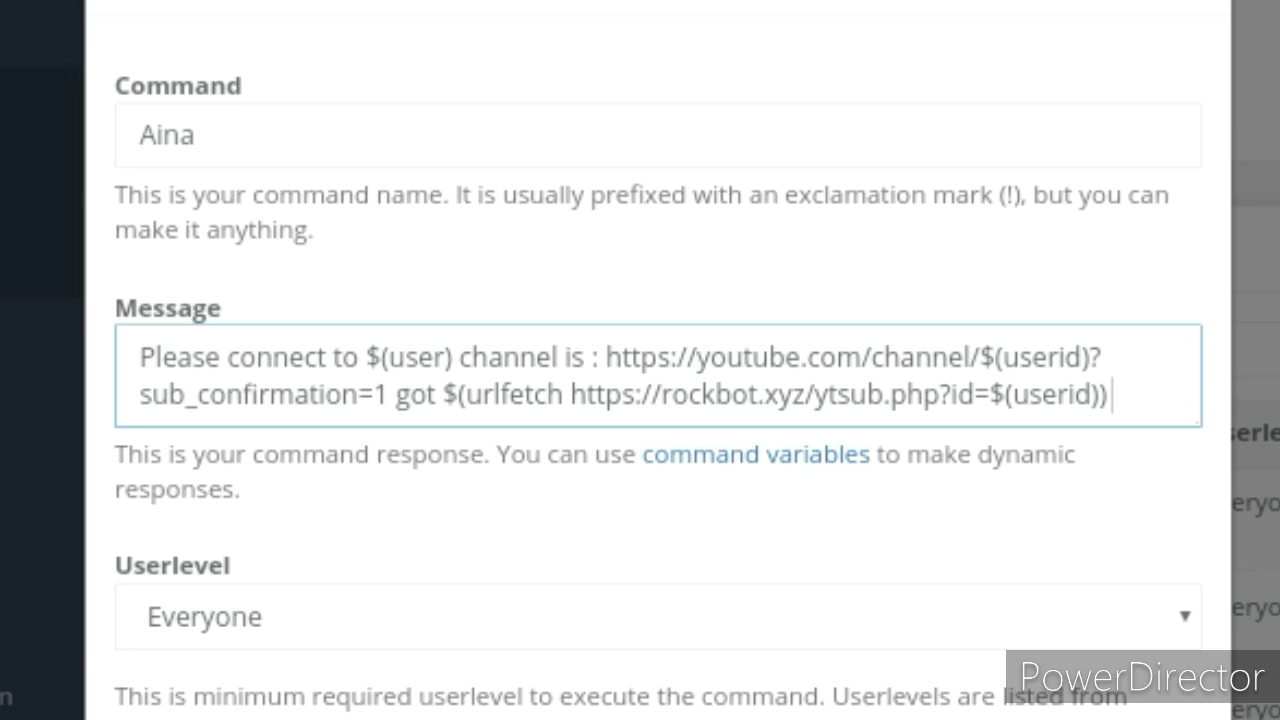 Command
Aina
This is your command name. It is usually prefixed with an exclamation mark (!), but you can
make it anything.
Message
Please connect to $(user) channel is : https://youtube.com/channel/$(userid)?
sub_confirmation=1 got $(urlfetch https://rockbot.xyz/ytsub.php?id=$(userid))
This is your command response. You can use command variables to make dynamic
responses.
Userlevel
Everyone
This is minimum required userlevel to execute the command. Userlevels are listed from
PowerDirector